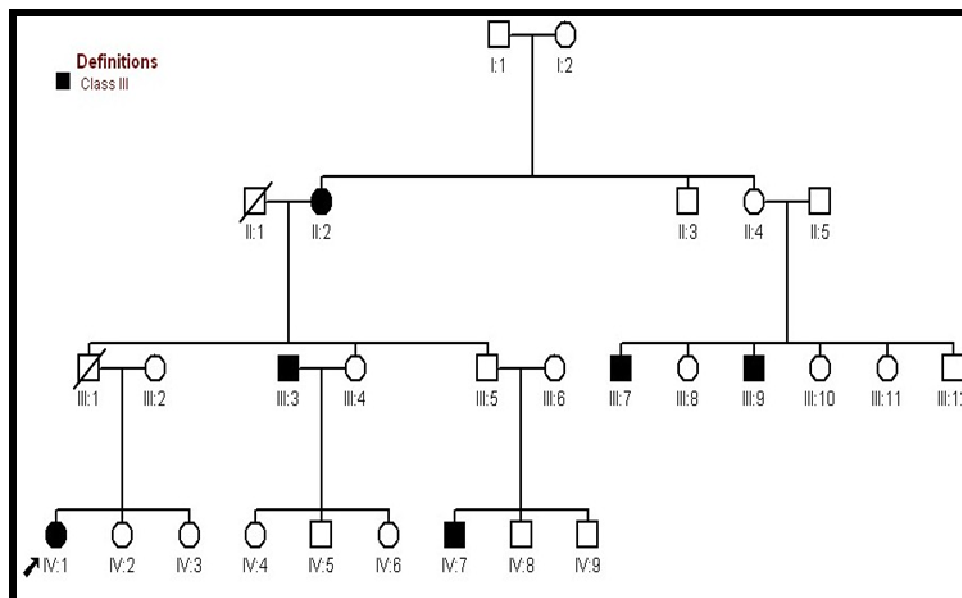 Definitions
Class III
I:1 I:2
II:1 II:2 II:3 II:4 II:5
III:1 III:2 III:3 III:4 III:5 III:6 III:7 III:8 III:9 III:10 III:11
IV:1 IV:2 IV:3 IV:4 IV:5 IV:6 IV:7 IV:8 IV:9